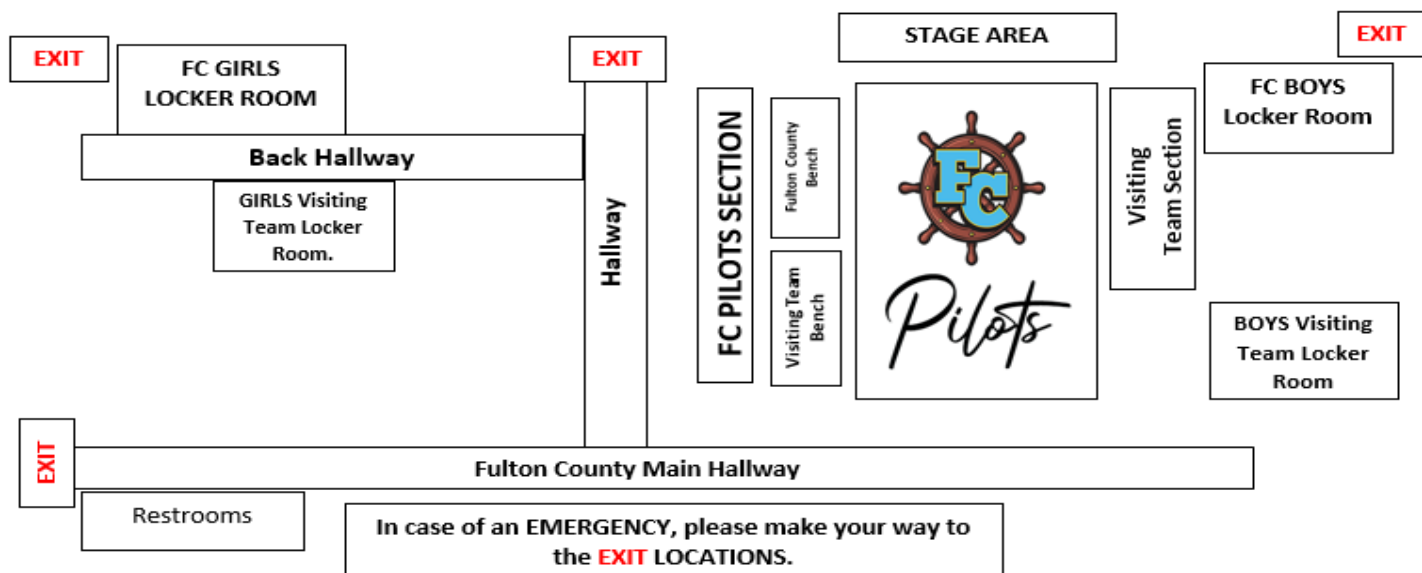 EXIT
FC GIRLS
LOCKER ROOM
EXIT
STAGE AREA
EXIT
FC BOYS
Locker Room
Back Hallway
GIRLS Visiting
Team Locker
Room.
Hallway
FC PILOTS SECTION
Fulton County
Bench
Visiting Team
Bench
FC
Pilots
Visiting
Team Section
BOYS Visiting
Team Locker
Room
EXIT
Fulton County Main Hallway
Restrooms
In case of an EMERGENCY, please make your way to
the EXIT LOCATIONS.